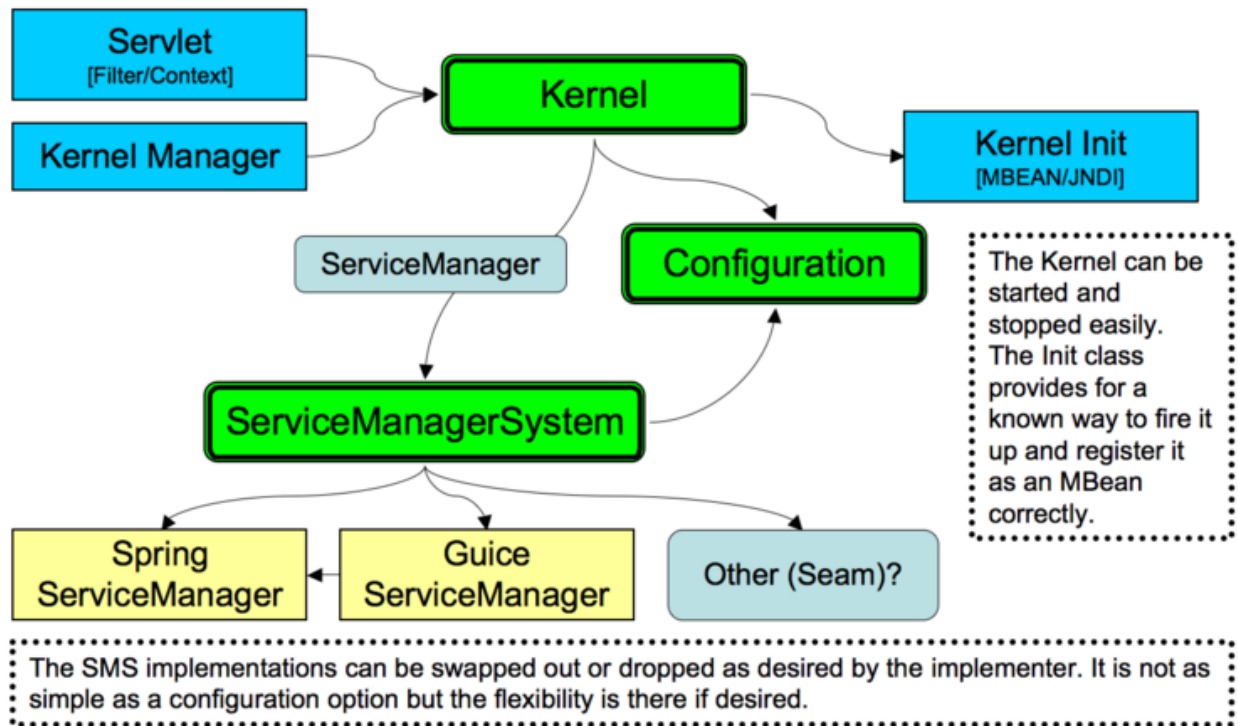 Servlet
[Filter/Context]
Kernel Manager
Kernel
Kernel Init
[MBEAN/JNDI]
ServiceManager
Configuration
The Kernel can be
started and
stopped easily.
The Init class
provides for a
known way to fire it
up and register it
as an MBean
correctly.
ServiceManagerSystem
Spring
ServiceManager
Guice
ServiceManager
Other (Seam)?
The SMS implementations can be swapped out or dropped as desired by the implementer. It is not as
simple as a configuration option but the flexibility is there if desired.